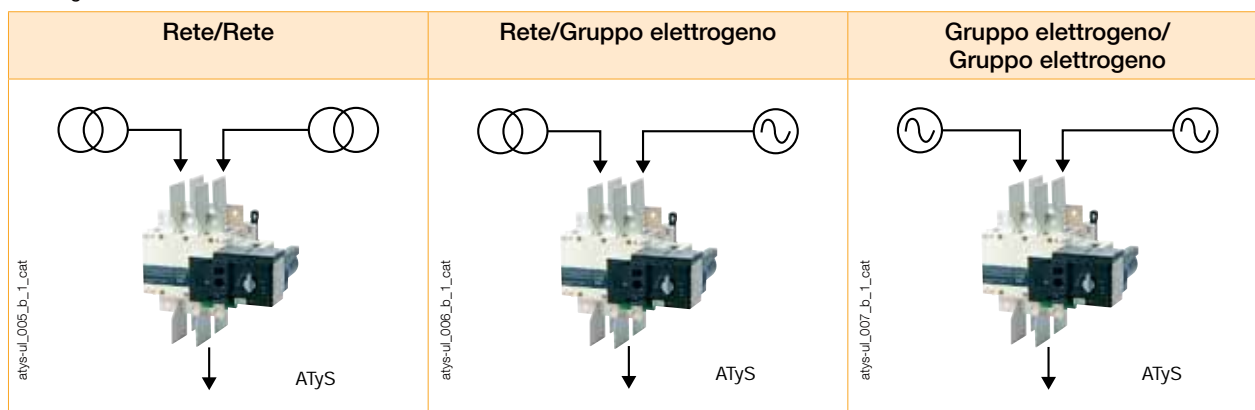 Rete/Rete
Rete/Gruppo elettrogeno
Gruppo elettrogeno/
Gruppo elettrogeno
atys-ul_005_b_1_cat
ATyS
atys-ul_006_b_1_cat
ATyS
atys-ul_007_b_1_cat
ATyS